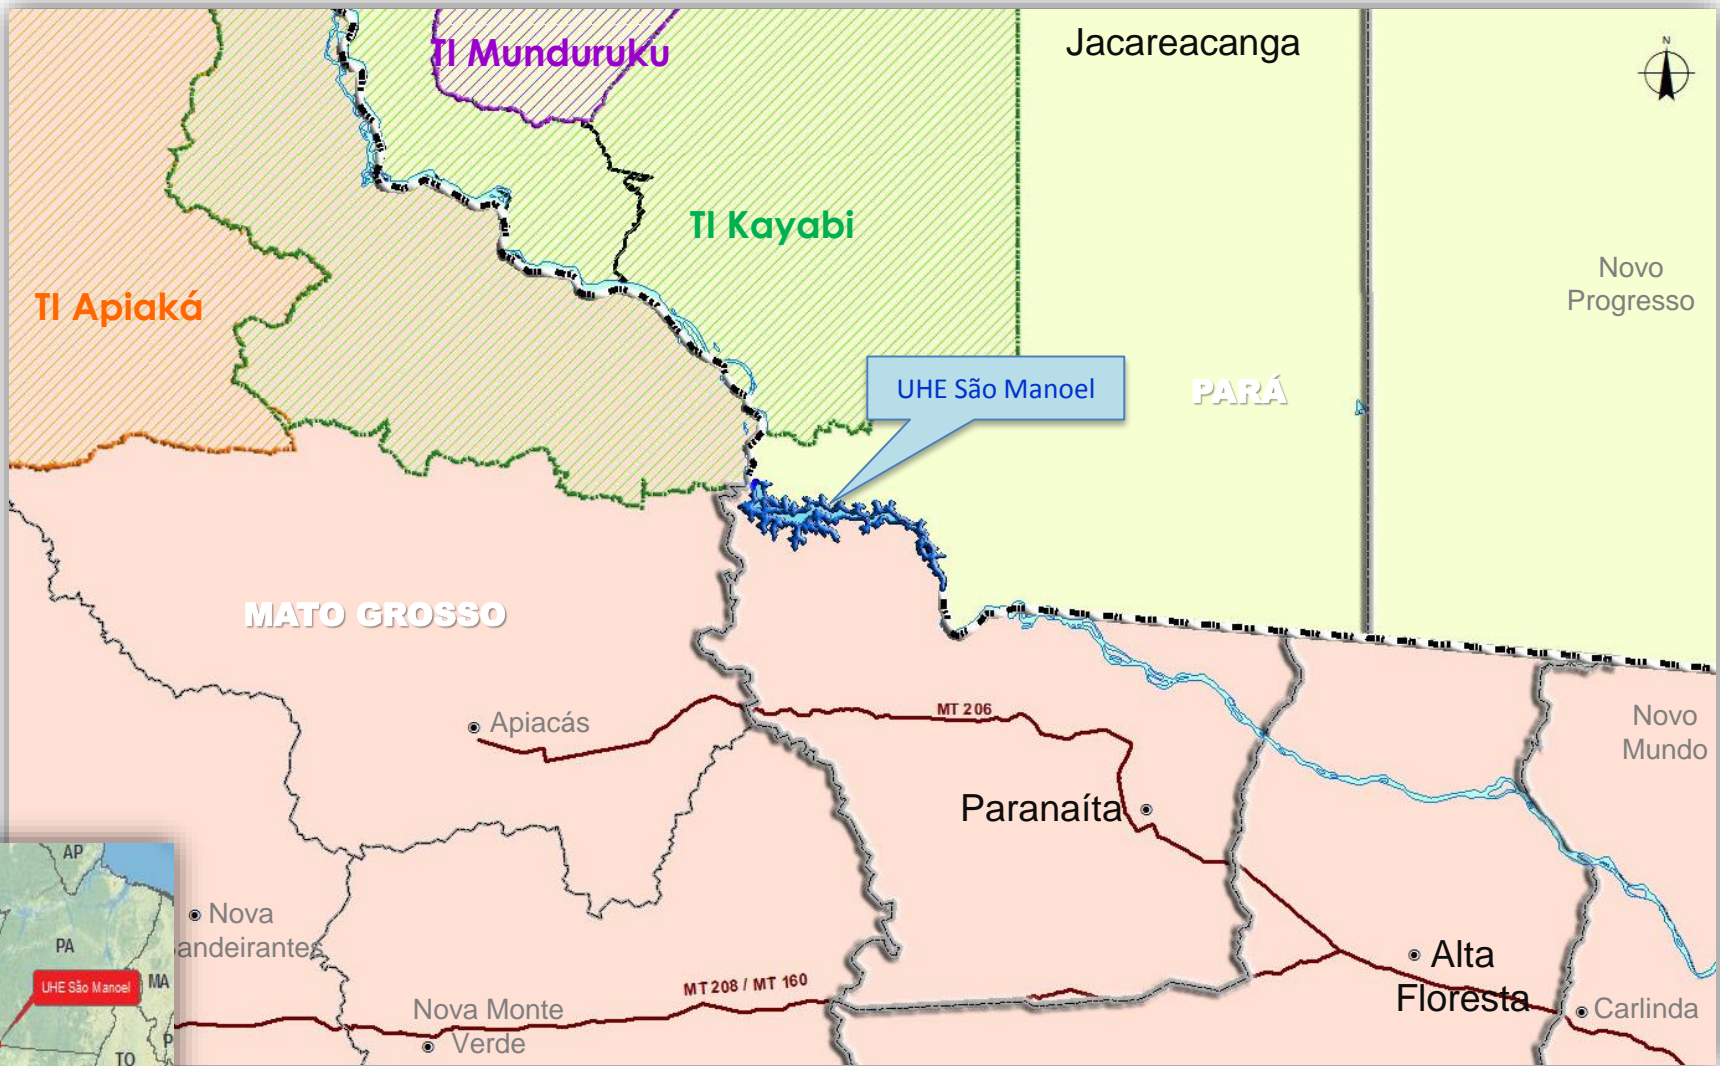 TI Munduruku
Jacareacanga
N
TI Kayabi
TI Apiaká
Novo
Progresso
UHE São Manoel
PARÁ
MATO GROSSO
Apiacás
MT 206
Novo
Mundo
Paranaíta
AP
PA
MA
UHE São Manoel
TO
Nova
andeirantes
MT 208 / MT 160
Nova Monte
Verde
Alta
Floresta
Carlinda